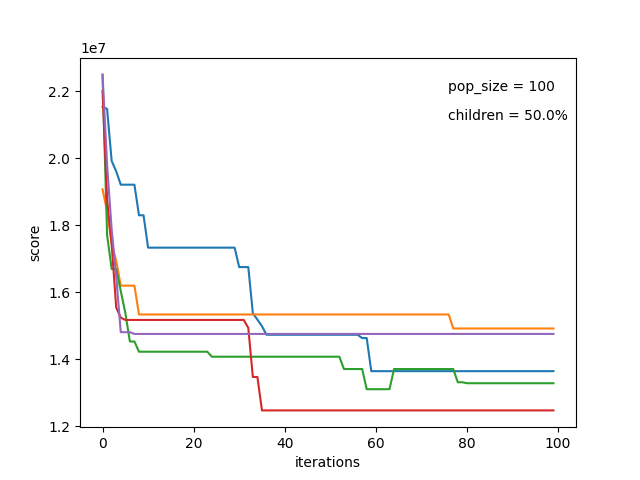 1e7
pop_size = 100
children = 50.0%
2.2
2.0
1.8
1.6
1.4
1.2
score
0 20 40 60 80 100
iterations